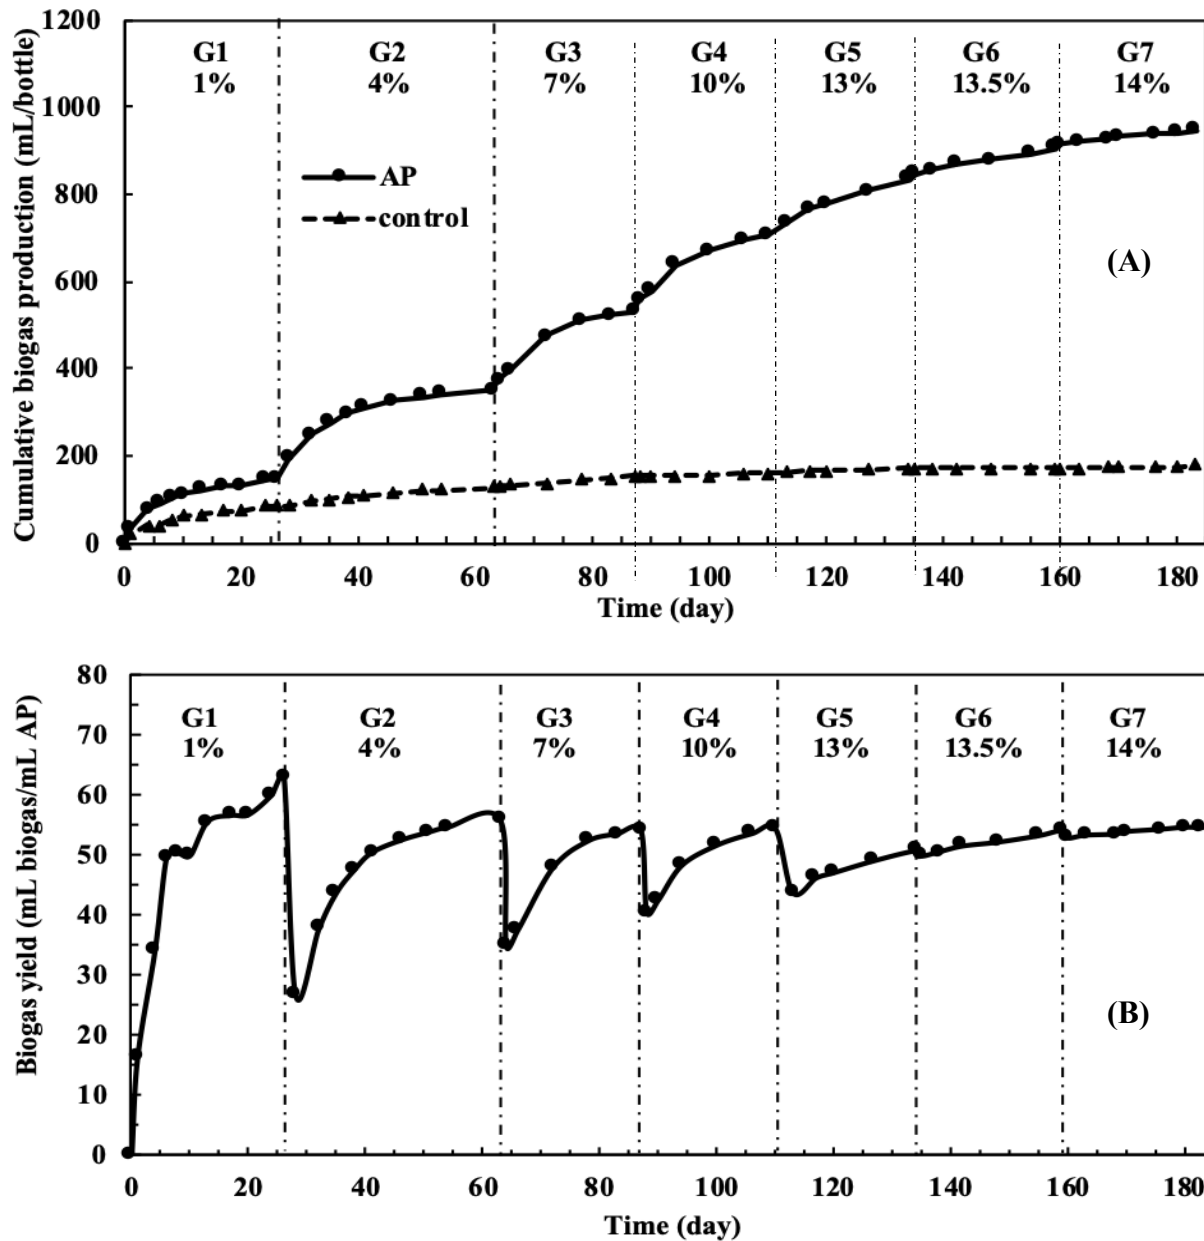 Cumulative biogas production (mL/bottle)
1200
1000
800
600
400
200
0
G1 G2 G3 G4 G5 G6 G7
1% 4% 7% 10% 13% 13.5% 14%
AP
control
(A)
0 20 40 60 80 100 120 140 160 180
Time (day)
Biogas yield (mL biogas/mL AP)
80
70
60
50
40
30
20
10
0
G1 G2 G3 G4 G5 G6 G7
1% 4% 7% 10% 13% 13.5% 14%
(B)
0 20 40 60 80 100 120 140 160 180
Time (day)